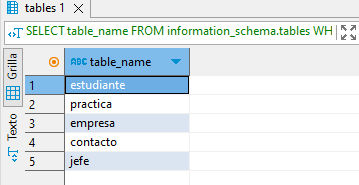 tables 1
SELECT table_name FROM information_schema.tables WH
Grilla
Texto
ABC table_name
1 estudiante
2 practica
3 empresa
4 contacto
5 jefe